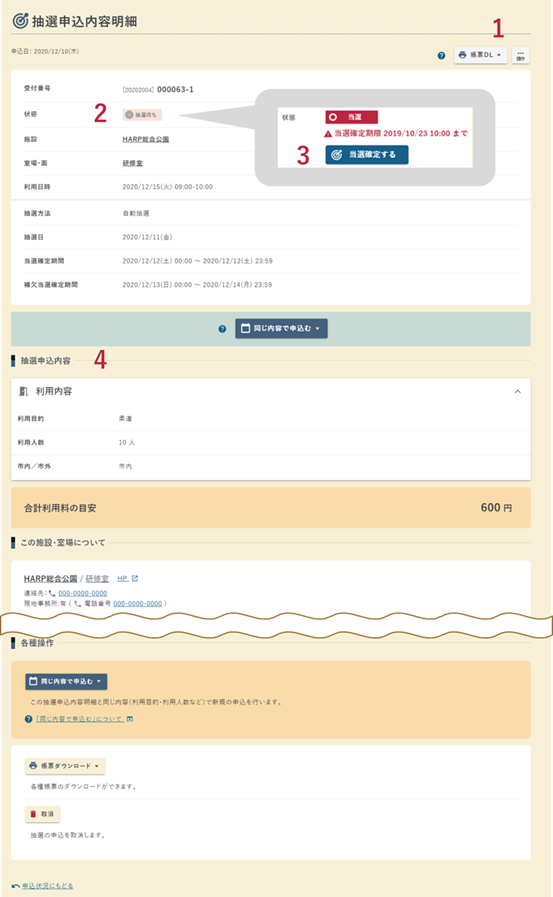 抽選申込内容明細
1
申込日: 2020/12/10(木)
帳票DL
操作
受付番号 [20202004] 000063-1
状態 2 抽選待ち
状態 当選
当選確定期限 2019/10/23 10:00 まで
3 当選確定する
施設 HARP総合公園
室場・面 研修室
利用日時 2020/12/15(火) 09:00-10:00
抽選方法 自動抽選
抽選日 2020/12/11(金)
当選確定期間 2020/12/12(土) 00:00 ～ 2020/12/12(土) 23:59
補欠当選確定期間 2020/12/13(日) 00:00 ～ 2020/12/14(月) 23:59
? 同じ内容で申込む
抽選申込内容 4
利用内容
利用目的 柔道
利用人数 10 人
市内／市外 市内
合計利用料の目安 600 円
この施設・室場について
HARP総合公園 / 研修室 HP
連絡先: 000-0000-0000
現地事務所:有 ( 電話番号 000-0000-0000 )
各種操作
同じ内容で申込む
この抽選申込内容明細と同じ内容(利用目的・利用人数など)で新規の申込を行います。
? 「同じ内容で申込む」について
帳票ダウンロード
各種帳票のダウンロードができます。
取消
抽選の申込を取消します。
申込状況にもどる